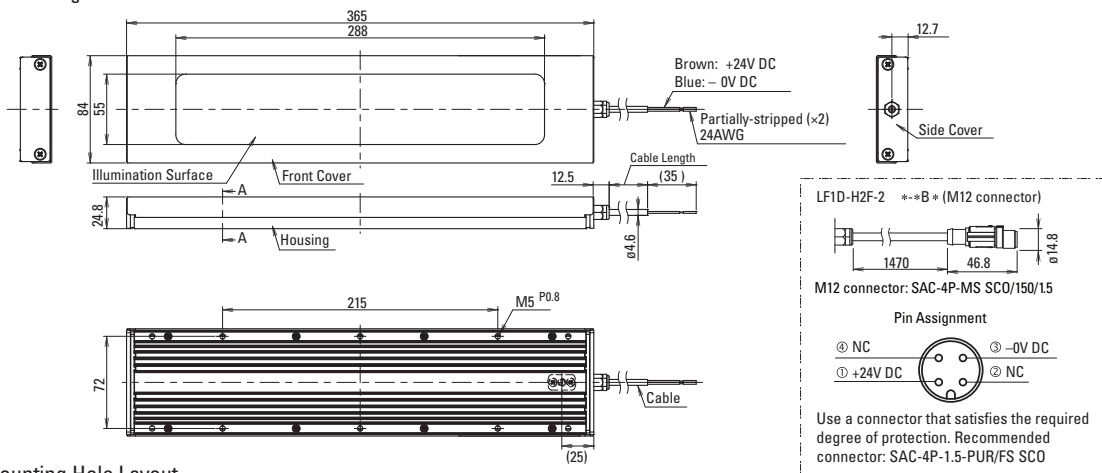 365
288
12.7
Brown: +24V DC
Blue: – 0V DC
84
55
Partially-stripped (×2)
24AWG
Side Cover
Illumination Surface
Front Cover
Cable Length
12.5
(35 )
A
24.8
A
Housing
ø4.6
LF1D-H2F-2 *-*B * (M12 connector)
ø14.8
1470
46.8
M12 connector: SAC-4P-MS SCO/150/1.5
215
M5 P0.8
72
Cable
(25)
Pin Assignment
④ NC
③ –0V DC
① +24V DC
② NC
Use a connector that satisfies the required
degree of protection. Recommended
connector: SAC-4P-1.5-PUR/FS SCO